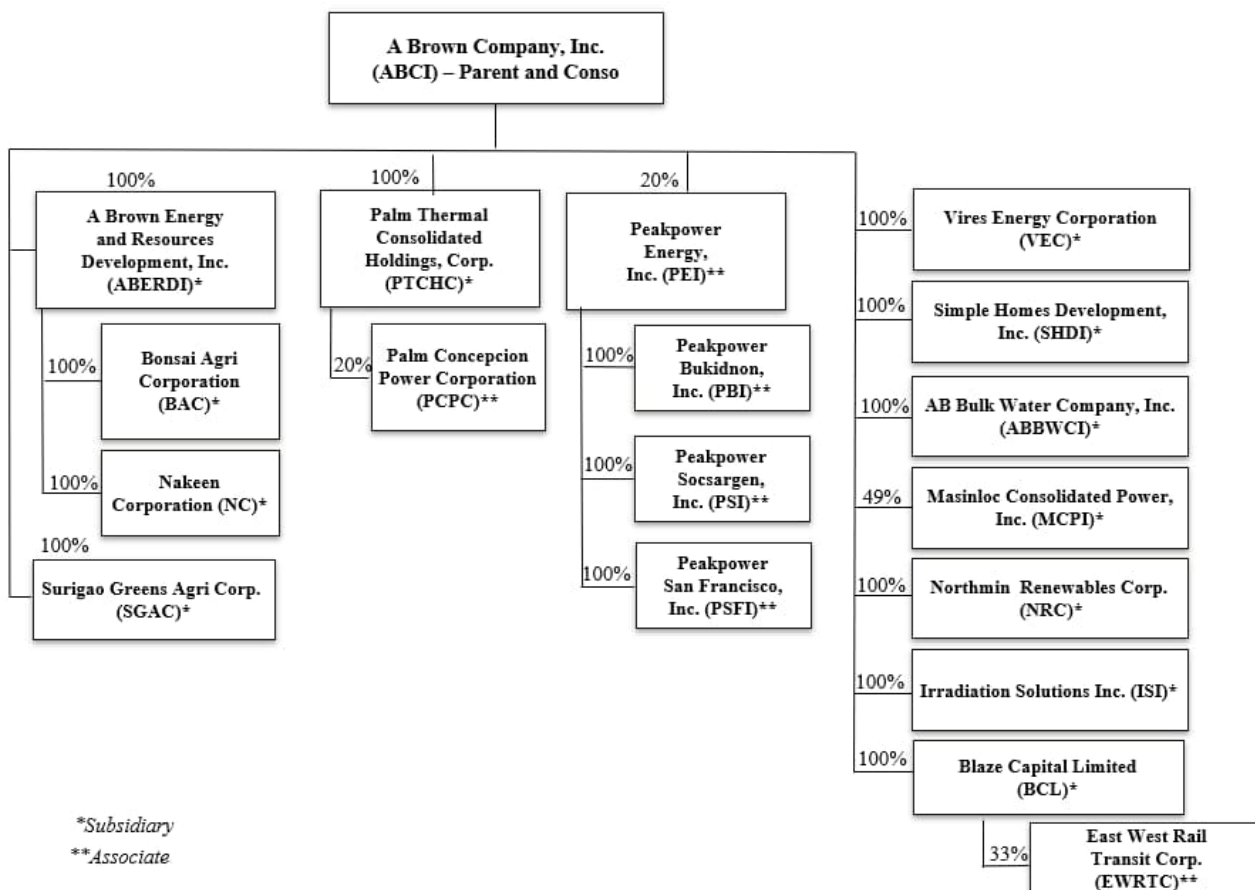 A Brown Company, Inc.
(ABCI) – Parent and Conso
100%
A Brown Energy
and Resources
Development, Inc.
(ABERDI)*
100%
Bonsai Agri
Corporation
(BAC)*
100%
Nakeen
Corporation (NC)*
100%
Surigao Greens Agri Corp.
(SGAC)*
100%
Palm Thermal
Consolidated
Holdings, Corp.
(PTCHC)*
20%
Palm Concepcion
Power Corporation
(PCPC)**
20%
Peakpower
Energy,
Inc. (PEI)**
100%
Peakpower
Bukidnon,
Inc. (PBI)**
100%
Peakpower
Socsargen,
Inc. (PSI)**
100%
Peakpower
San Francisco,
Inc. (PSFI)**
100%
Vires Energy Corporation
(VEC)*
100%
Simple Homes Development,
Inc. (SHDI)*
100%
AB Bulk Water Company, Inc.
(ABBWCI)*
49%
Masinloc Consolidated Power,
Inc. (MCPI)*
100%
Northmin Renewables Corp.
(NRC)*
100%
Irradiation Solutions Inc. (ISI)*
100%
Blaze Capital Limited
(BCL)*
33%
East West Rail
Transit Corp.
(EWRTC)**
*Subsidiary
**Associate